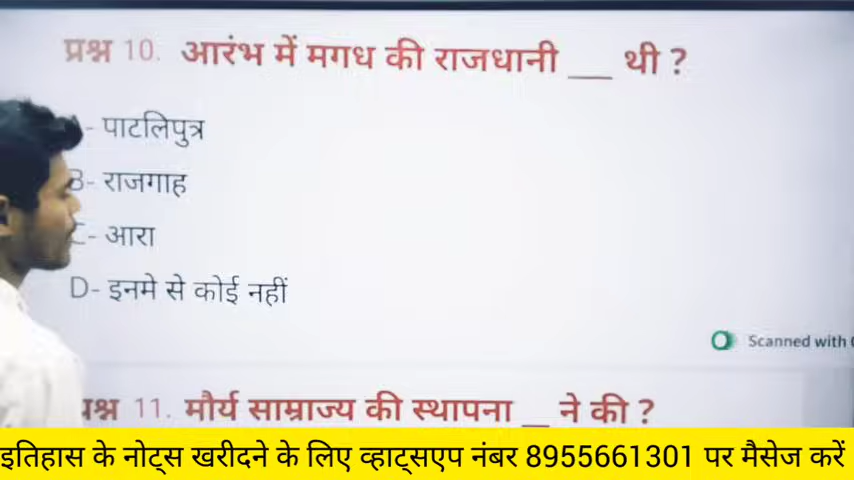 प्रश्न 10. आरंभ में मगध की राजधानी ___ थी ?
- पाटलिपुत्र
B- राजगाह
C- आरा
D- इनमे से कोई नहीं
Scanned with
प्रश्न 11. मौर्य साम्राज्य की स्थापना __ ने की ?
इतिहास के नोट्स खरीदने के लिए व्हाट्सएप नंबर 8955661301 पर मैसेज करें